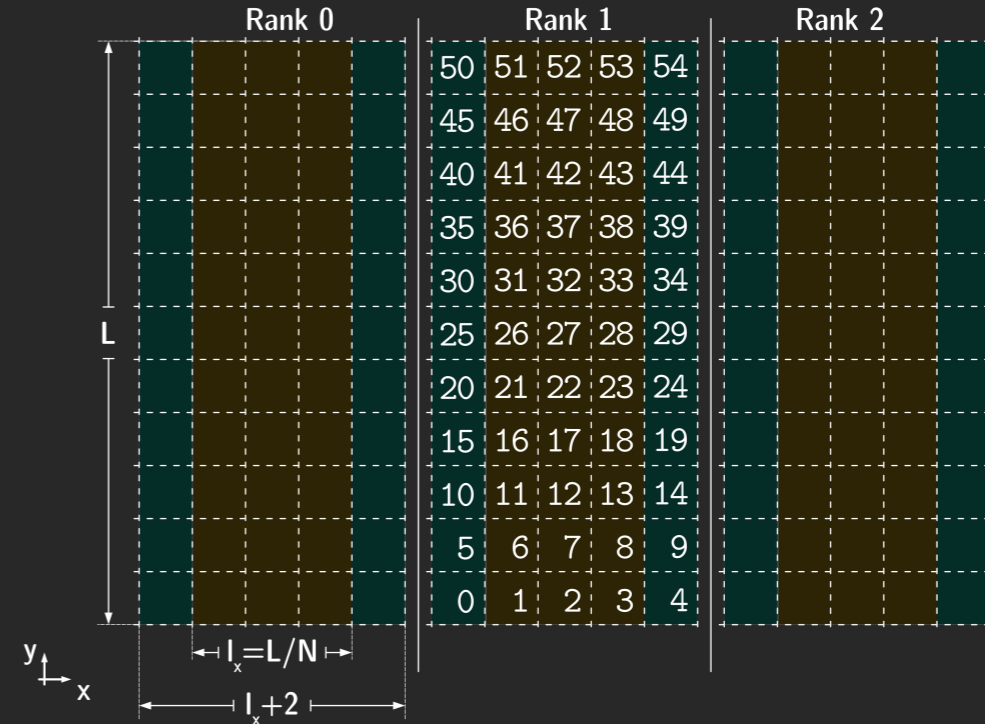 Rank 0 Rank 1 Rank 2
50 51 52 53 54
45 46 47 48 49
40 41 42 43 44
35 36 37 38 39
30 31 32 33 34
L 25 26 27 28 29
20 21 22 23 24
15 16 17 18 19
10 11 12 13 14
5 6 7 8 9
0 1 2 3 4
y
x
lₓ=L/N
lₓ+2